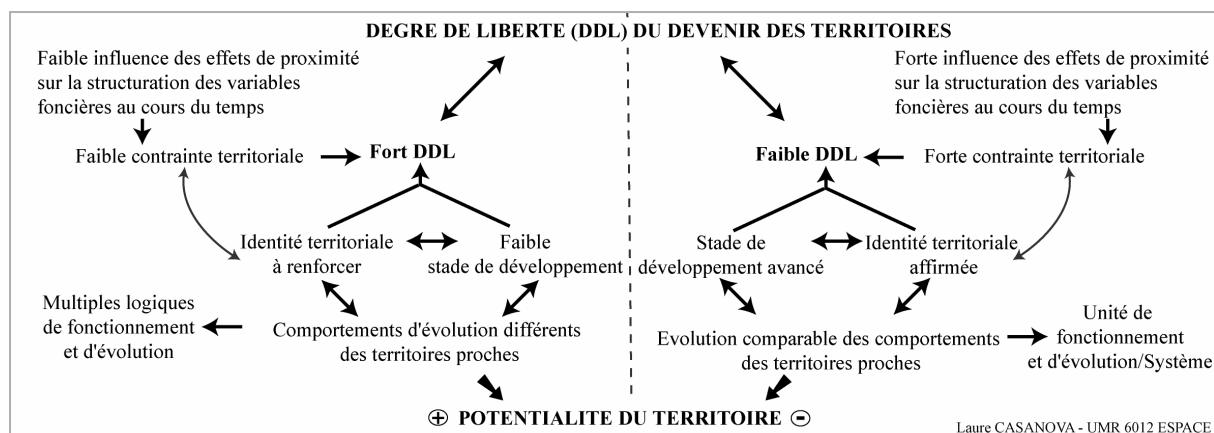 DEGRE DE LIBERTE (DDL) DU DEVENIR DES TERRITOIRES
Faible influence des effets de proximité
sur la structuration des variables
foncières au cours du temps
Forte influence des effets de proximité
sur la structuration des variables
foncières au cours du temps
Faible contrainte territoriale
Fort DDL
Faible DDL
Forte contrainte territoriale
Identité territoriale
à renforcer
Faible
stade de développement
Stade de
développement avancé
Identité territoriale
affirmée
Multiples logiques
de fonctionnement
et d'évolution
Comportements d'évolution différents
des territoires proches
Evolution comparable des comportements
des territoires proches
Unité de
fonctionnement
et d'évolution/Système
+ POTENTIALITE DU TERRITOIRE -
Laure CASANOVA - UMR 6012 ESPACE